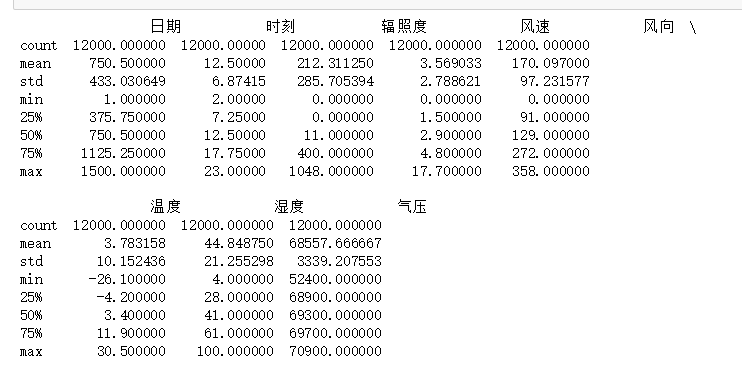 日期 时刻 辐照度 风速 风向 \
count 12000.000000 12000.00000 12000.000000 12000.000000 12000.000000
mean 750.500000 12.50000 212.311250 3.569033 170.097000
std 433.030649 6.87415 285.705394 2.788621 97.231577
min 1.000000 2.00000 0.000000 0.000000 0.000000
25% 375.750000 7.25000 0.000000 1.500000 91.000000
50% 750.500000 12.50000 11.000000 2.900000 129.000000
75% 1125.250000 17.75000 400.000000 4.800000 272.000000
max 1500.000000 23.00000 1048.000000 17.700000 358.000000
温度 湿度 气压
count 12000.000000 12000.000000 12000.000000
mean 3.783158 44.848750 68557.666667
std 10.152436 21.255298 3339.207553
min -26.100000 4.000000 52400.000000
25% -4.200000 28.000000 68900.000000
50% 3.400000 41.000000 69300.000000
75% 11.900000 61.000000 69700.000000
max 30.500000 100.000000 70900.000000